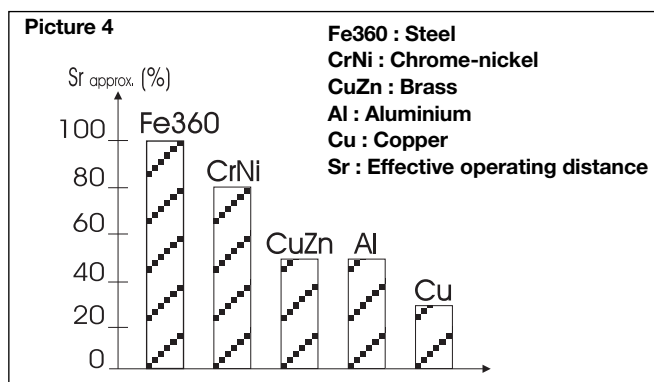 Picture 4
Fe360 : Steel
CrNi : Chrome-nickel
CuZn : Brass
Al : Aluminium
Cu : Copper
Sr : Effective operating distance
Sr approx. (%)
100
80
60
40
20
0
Fe360
CrNi
CuZn
Al
Cu